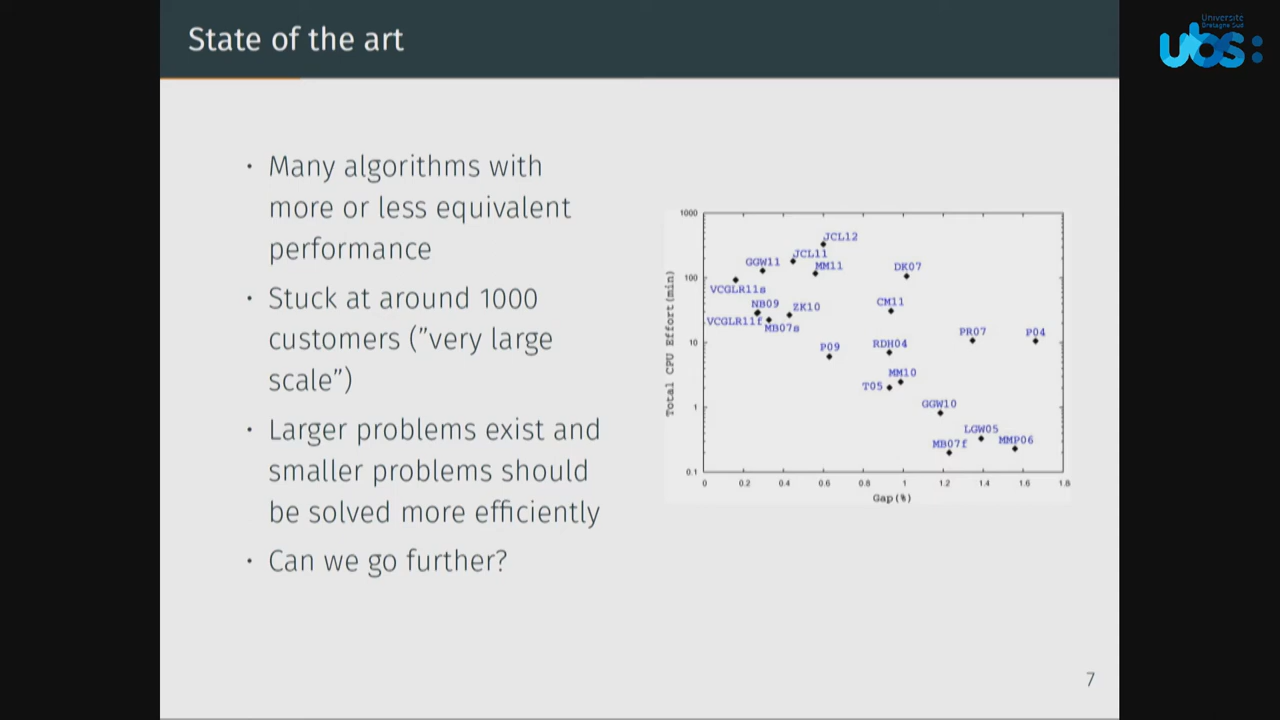 State of the art
Université
Bretagne Sud
ubs:
· Many algorithms with
more or less equivalent
performance
· Stuck at around 1000
customers (”very large
scale”)
· Larger problems exist and
smaller problems should
be solved more efficiently
· Can we go further?
Total CPU Effort(min)
1000
100
10
1
0.1
JCL12
JCL11
GGW11
MM11
DK07
VCGLR11s
NB09
ZK10
CM11
VCGLR11f
MB07s
PR07
P04
P09
RDH04
MM10
T05
GGW10
LGW05
MB07f
MMP06
0 0.2 0.4 0.6 0.8 1 1.2 1.4 1.6 1.8
Gap(%)
7